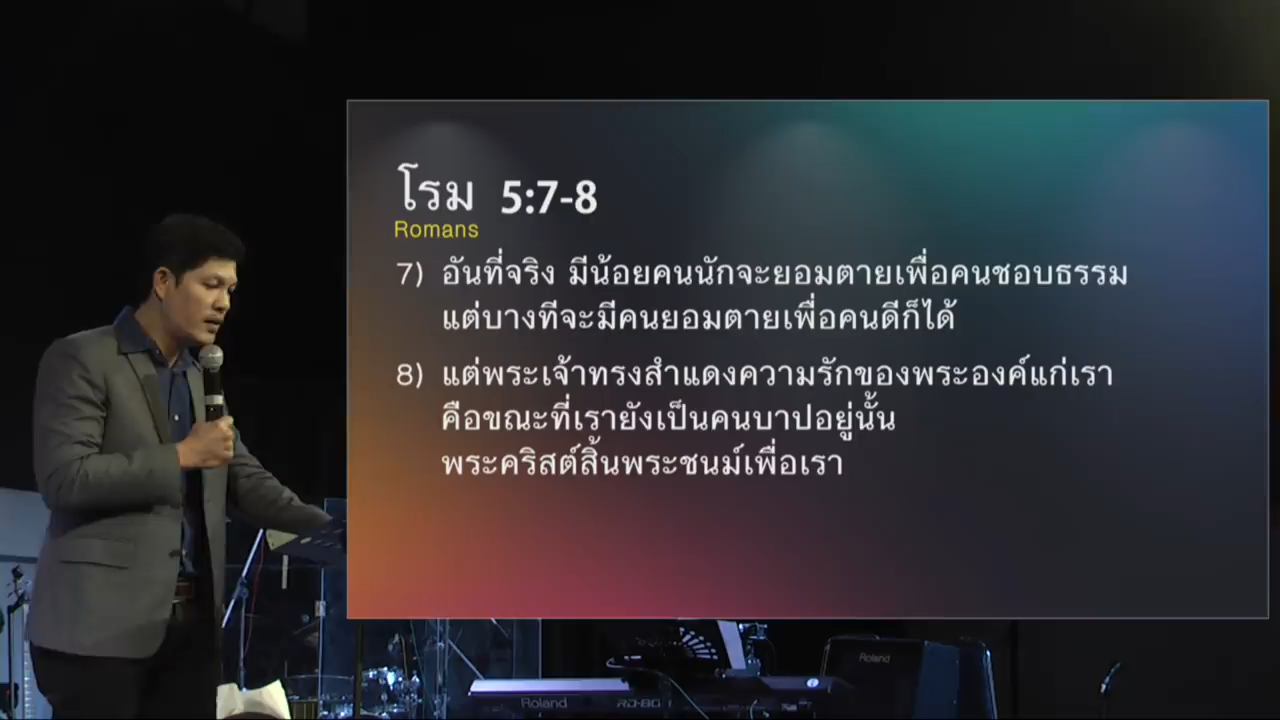 โรม 5:7-8
Romans
7) อันที่จริง มีน้อยคนนักจะยอมตายเพื่อคนชอบธรรม
แต่บางทีจะมีคนยอมตายเพื่อคนดีก็ได้
8) แต่พระเจ้าทรงสำแดงความรักของพระองค์แก่เรา
คือขณะที่เรายังเป็นคนบาปอยู่นั้น
พระคริสต์สิ้นพระชนม์เพื่อเรา
Roland
Roland